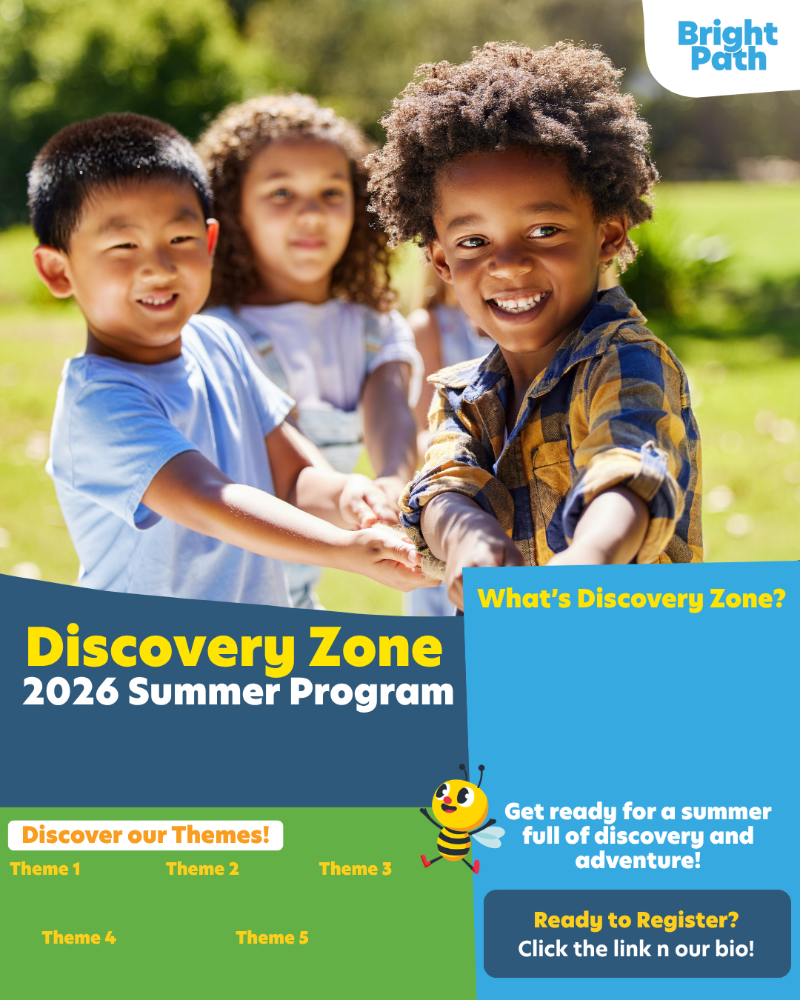 Bright
Path
Discovery Zone
2026 Summer Program
What's Discovery Zone?
Get ready for a summer
full of discovery and
adventure!
Discover our Themes!
Theme 1
Theme 2
Theme 3
Theme 4
Theme 5
Ready to Register?
Click the link n our bio!